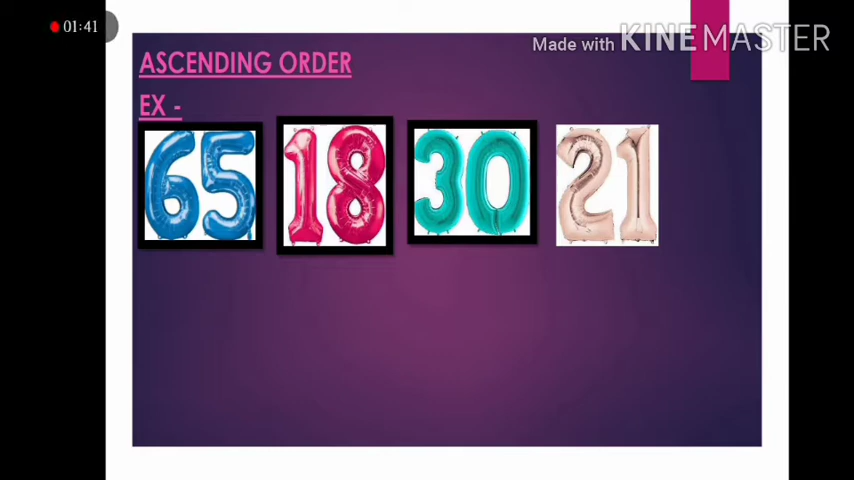 01:41
Made with KINEMASTER
ASCENDING ORDER
EX -
65 18 30 21